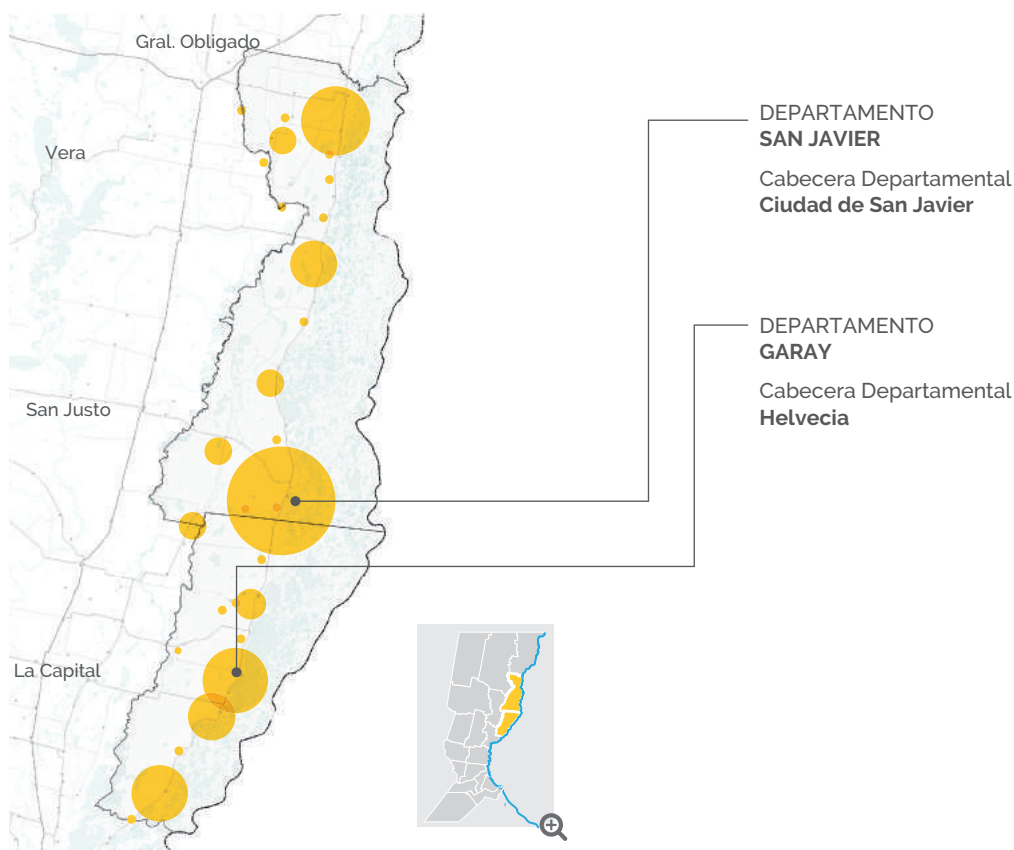 Gral. Obligado
Vera
San Justo
La Capital
DEPARTAMENTO
SAN JAVIER
Cabecera Departamental
Ciudad de San Javier
DEPARTAMENTO
GARAY
Cabecera Departamental
Helvecia